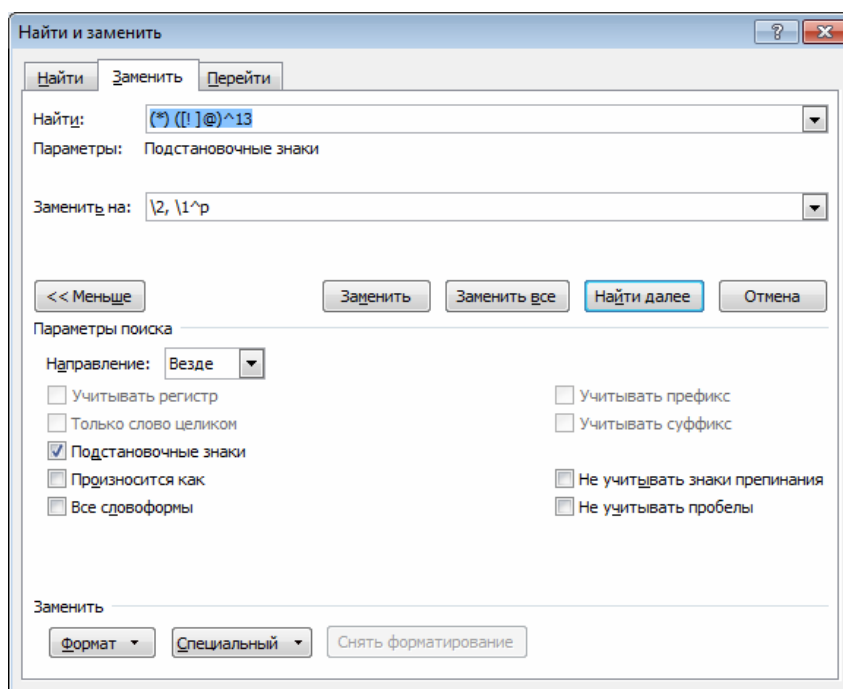 Найти и заменить
Найти Заменить Перейти
Найти: (*) ([! ]@)^13
Параметры: Подстановочные знаки
Заменить на: \2, \1^p
<< Меньше Заменить Заменить все Найти далее Отмена
Параметры поиска
Направление: Везде
Учитывать регистр Учитывать префикс
Только слово целиком Учитывать суффикс
Подстановочные знаки
Произносится как Не учитывать знаки препинания
Все словоформы Не учитывать пробелы
Заменить
Формат Специальный Снять форматирование